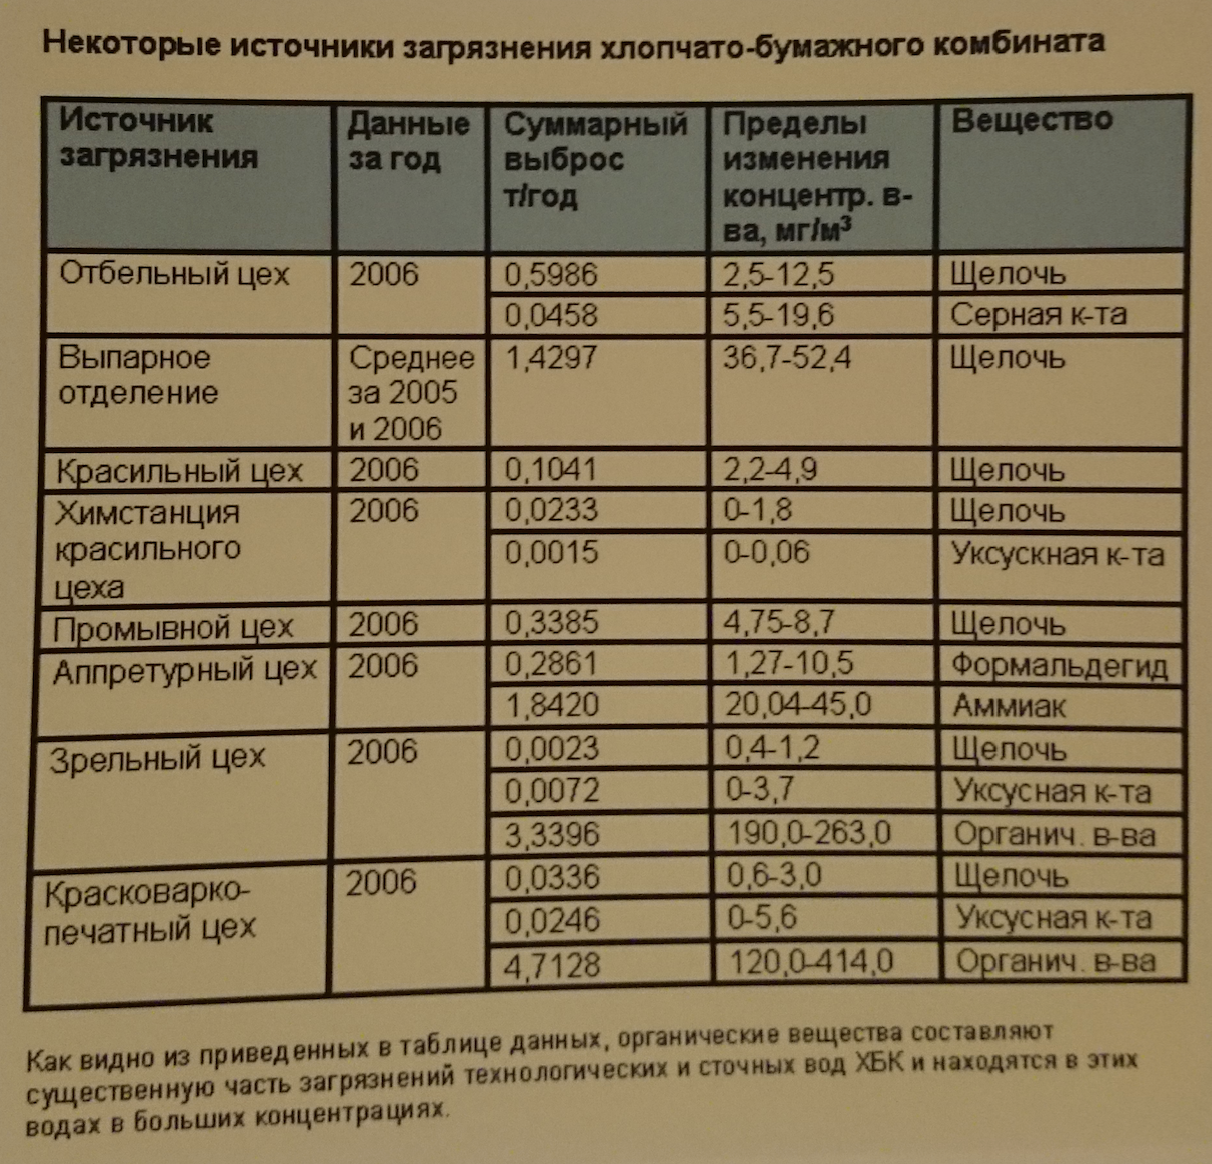 Некоторые источники загрязнения хлопчато-бумажного комбината
Источник загрязнения | Данные за год | Суммарный выброс т/год | Пределы изменения концентр. в-ва, мг/м³ | Вещество
Отбельный цех | 2006 | 0,5986 | 2,5-12,5 | Щелочь
0,0458 | 5,5-19,6 | Серная к-та
Выпарное отделение | Среднее за 2005 и 2006 | 1,4297 | 36,7-52,4 | Щелочь
Красильный цех | 2006 | 0,1041 | 2,2-4,9 | Щелочь
Химстанция красильного цеха | 2006 | 0,0233 | 0-1,8 | Щелочь
0,0015 | 0-0,06 | Уксускная к-та
Промывной цех | 2006 | 0,3385 | 4,75-8,7 | Щелочь
Аппретурный цех | 2006 | 0,2861 | 1,27-10,5 | Формальдегид
1,8420 | 20,04-45,0 | Аммиак
Зрельный цех | 2006 | 0,0023 | 0,4-1,2 | Щелочь
0,0072 | 0-3,7 | Уксусная к-та
3,3396 | 190,0-263,0 | Органич. в-ва
Красковарко-печатный цех | 2006 | 0,0336 | 0,6-3,0 | Щелочь
0,0246 | 0-5,6 | Уксусная к-та
4,7128 | 120,0-414,0 | Органич. в-ва
Как видно из приведенных в таблице данных, органические вещества составляют
существенную часть загрязнений технологических и сточных вод ХБК и находятся в этих
водах в больших концентрациях.